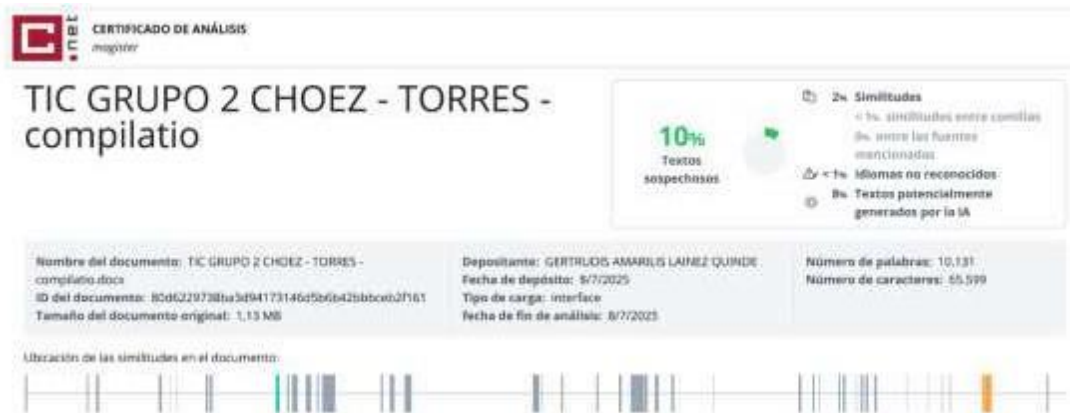 .net
CERTIFICADO DE ANÁLISIS
magister
TIC GRUPO 2 CHOEZ - TORRES -
compilatio
10%
Textos
sospechosos
2% Similitudes
< 1% similitudes entre comillas
entre las fuentes
mencionadas
< 1% Idiomas no reconocidos
8% Textos potencialmente
generados por la IA
Nombre del documento: TIC GRUPO 2 CHOEZ - TORRES -
compilatio.docx
ID del documento:
Tamaño del documento original: 1,13 MB
Depositante: GERTRUDIS AMARILIS LAINEZ QUINDE
Fecha de depósito: /7/2025
Tipo de carga: interface
fecha de fin de análisis: 8/7/2025
Número de palabras: 10.131
Número de caracteres: 65.599
Ubicación de las similitudes en el documento: